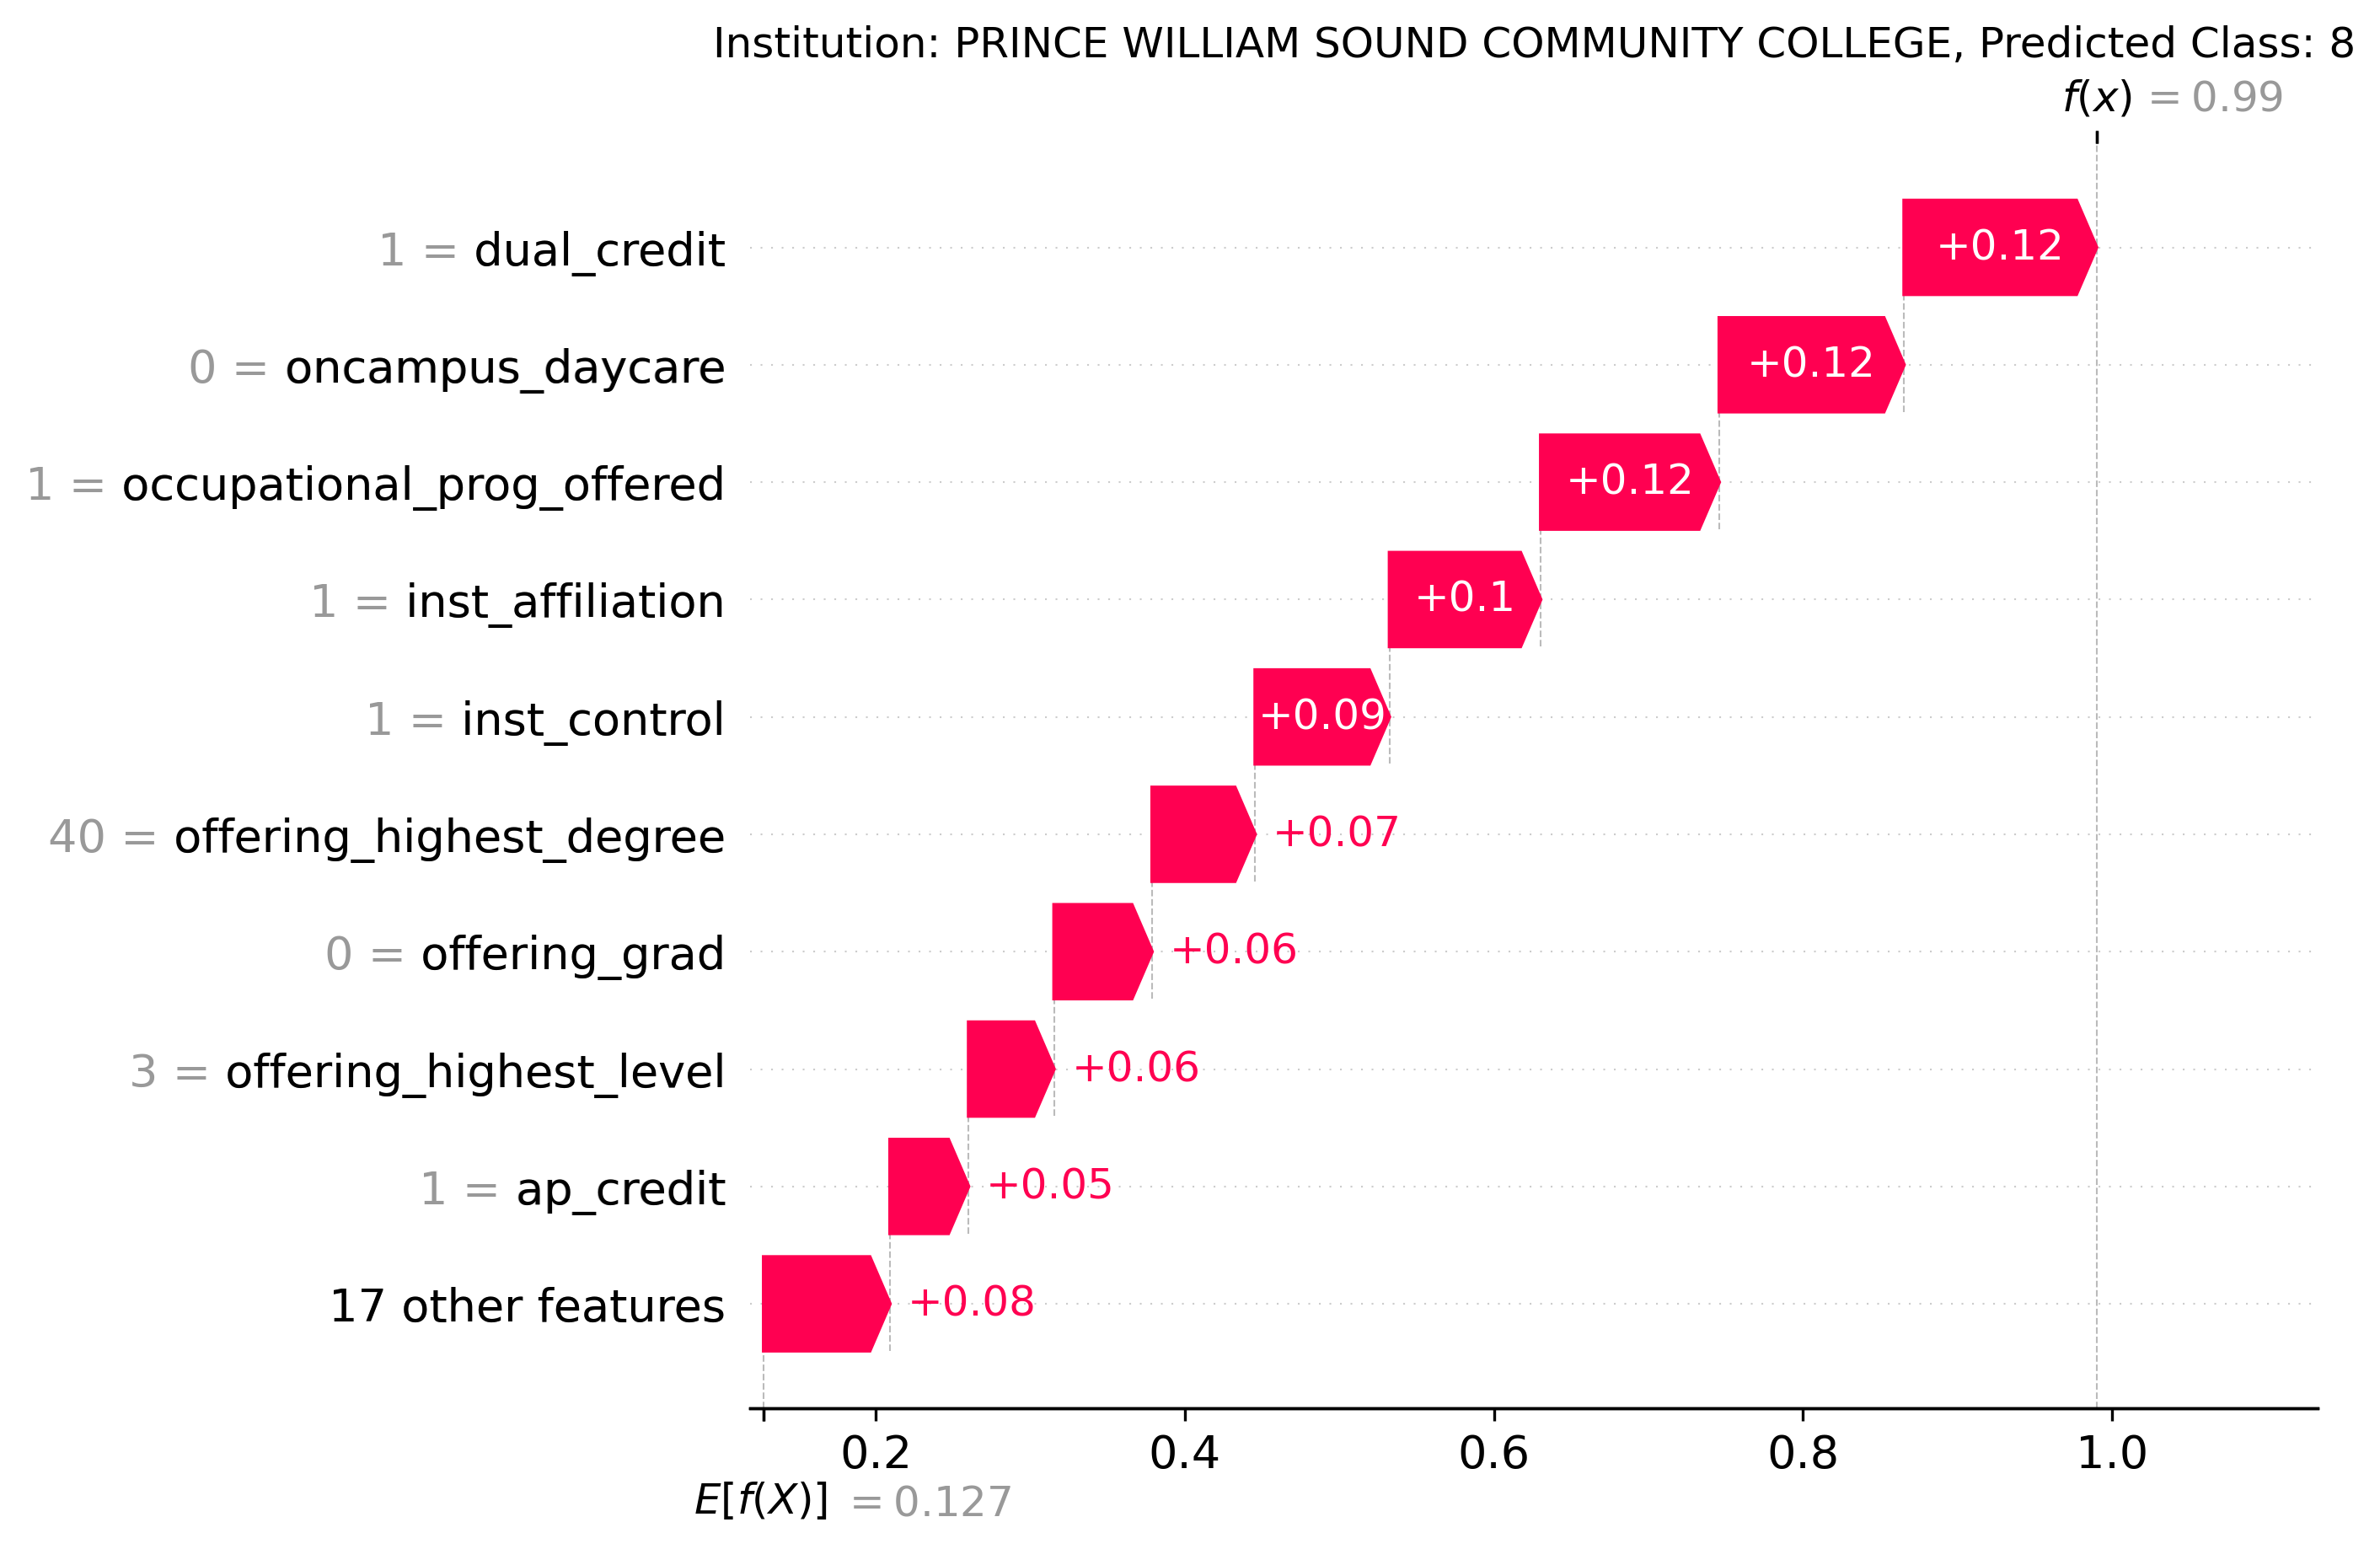 Institution: PRINCE WILLIAM SOUND COMMUNITY COLLEGE, Predicted Class: 8
f(x) = 0.99
1 = dual_credit +0.12
0 = oncampus_daycare +0.12
1 = occupational_prog_offered +0.12
1 = inst_affiliation +0.1
1 = inst_control +0.09
40 = offering_highest_degree +0.07
0 = offering_grad +0.06
3 = offering_highest_level +0.06
1 = ap_credit +0.05
17 other features +0.08
0.2 0.4 0.6 0.8 1.0
E[f(X)] = 0.127